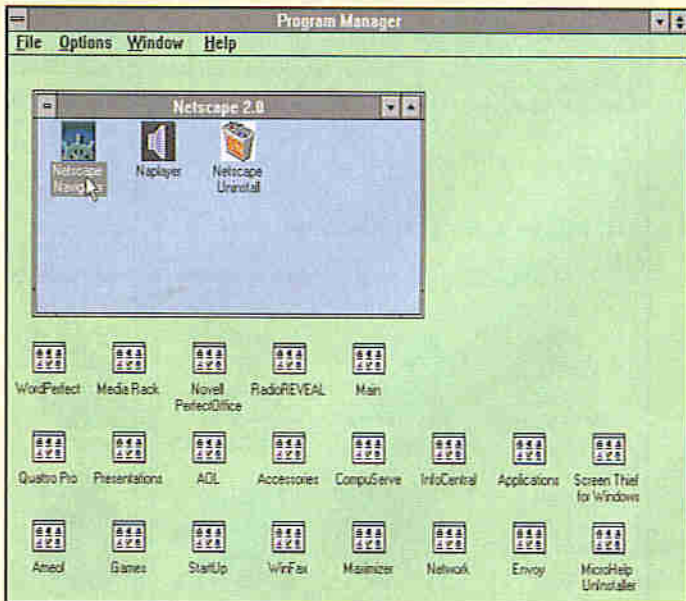 Program Manager
File Options Window Help
Netscape 2.0
Netscape Navigator
Naplayer
Netscape Uninstall
WordPerfect
Media Rack
Novell PerfectOffice
RadioREVEAL
Main
Quattro Pro
Presentations
AOL
Accessories
CompuServe
InfoCentral
Applications
Screen Thief for Windows
Ameol
Games
StartUp
WinFax
Maximizer
Network
Envoy
MicroHelp UnInstaller